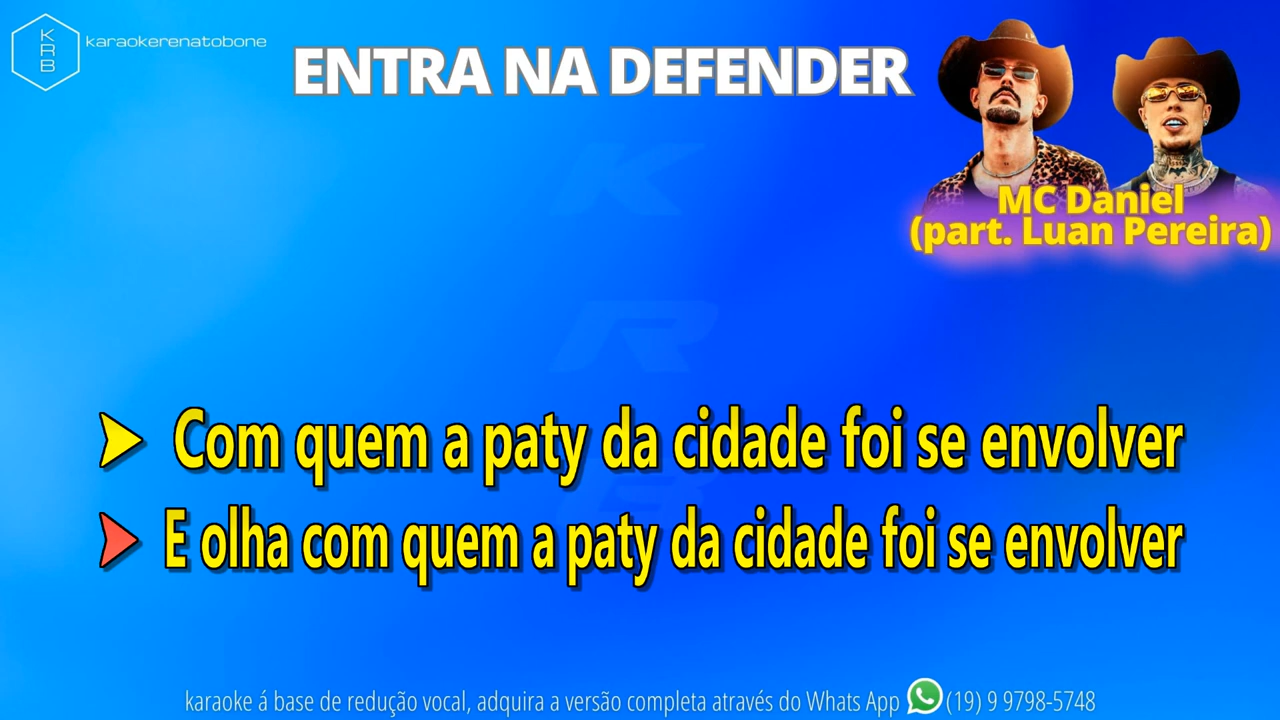 K
R
B
karaokerenatobone
ENTRA NA DEFENDER
MC Daniel
(part. Luan Pereira)
K
R
B
Com quem a paty da cidade foi se envolver
E olha com quem a paty da cidade foi se envolver
karaoke á base de redução vocal, adquira a versão completa através do Whats App (19) 9 9798-5748